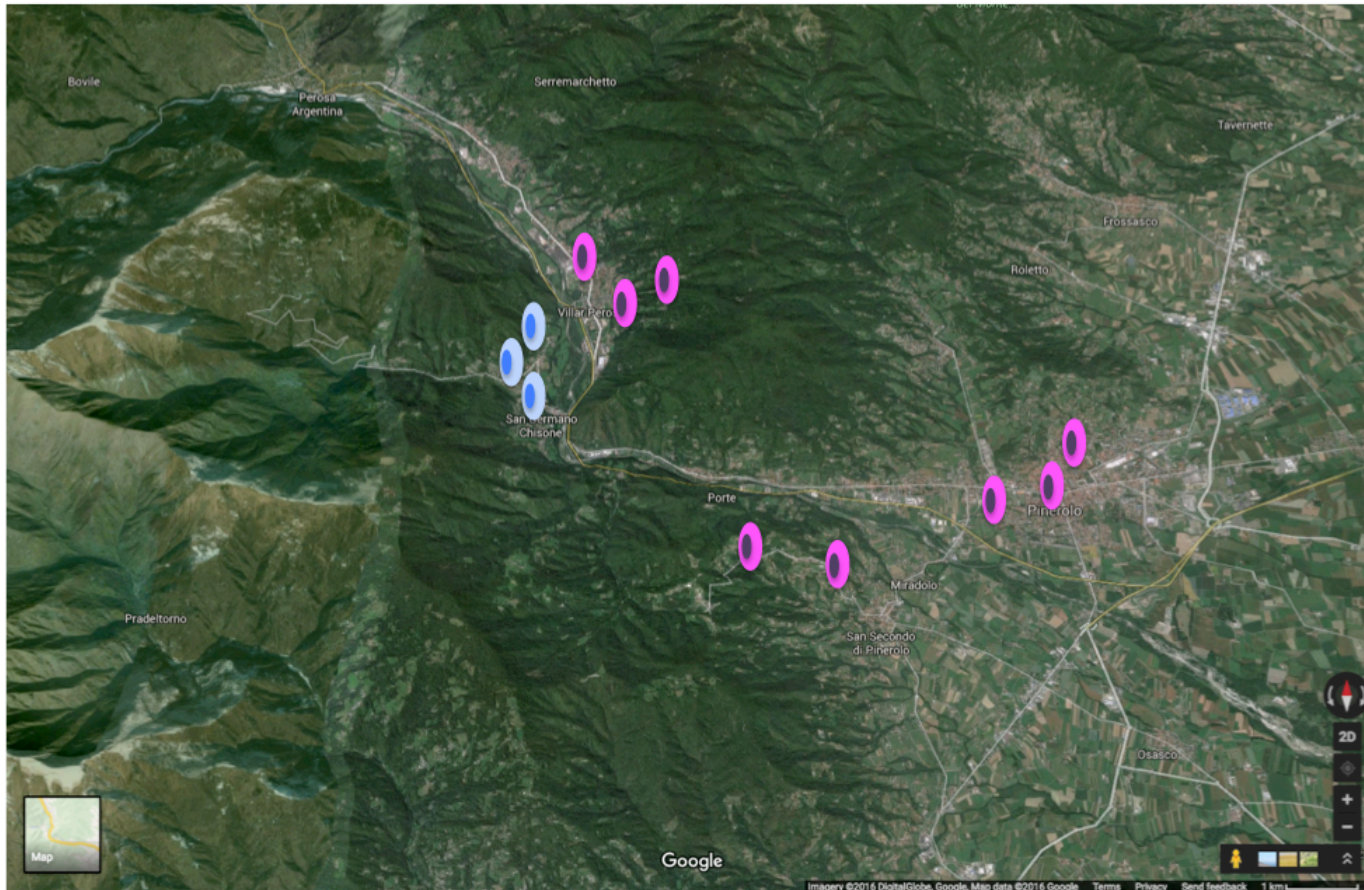 Bovile
Perosa
Argentina
Serremarchetto
Tavernette
Frossasco
Roletto
Villar Pero
San Germano
Chisone
Porte
Pinerolo
Miradolo
San Secondo
di Pinerolo
Pradeltorno
Osasco
2D
Map
Google
Imagery ©2016 DigitalGlobe, Google, Map data ©2016 Google Terms Privacy Send feedback 1 km